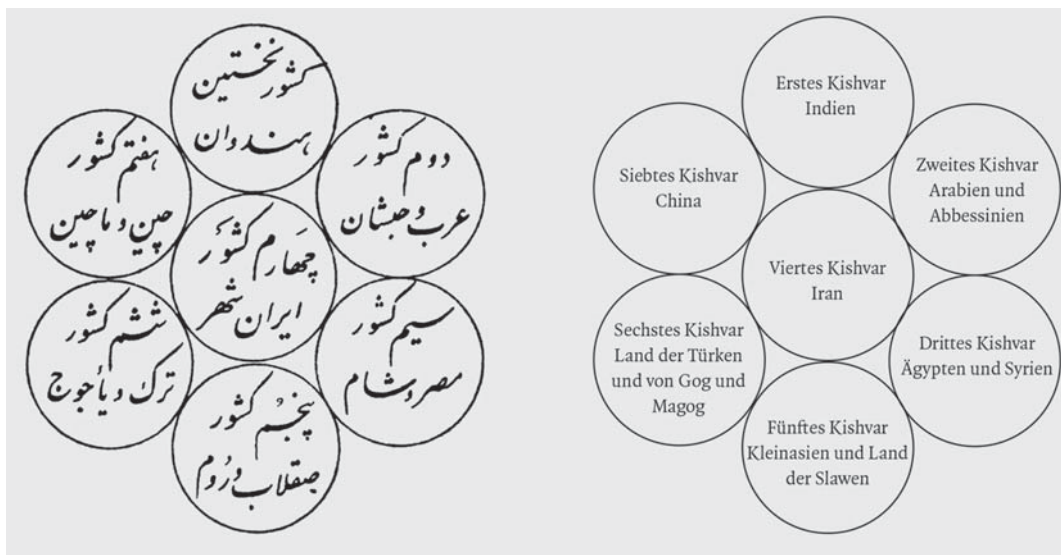 کشور نخستین
هندوان
دوم کشور
عرب و حبشان
سیم کشور
مصر و شام
چهارم کشور
ایران شهر
پنجم کشور
صقلاب و روم
ششم کشور
ترک و یأجوج
هفتم کشور
چین و ماچین
Erstes Kishvar
Indien
Zweites Kishvar
Arabien und
Abbessinien
Drittes Kishvar
Ägypten und Syrien
Viertes Kishvar
Iran
Fünftes Kishvar
Kleinasien und Land
der Slawen
Sechstes Kishvar
Land der Türken
und von Gog und
Magog
Siebtes Kishvar
China